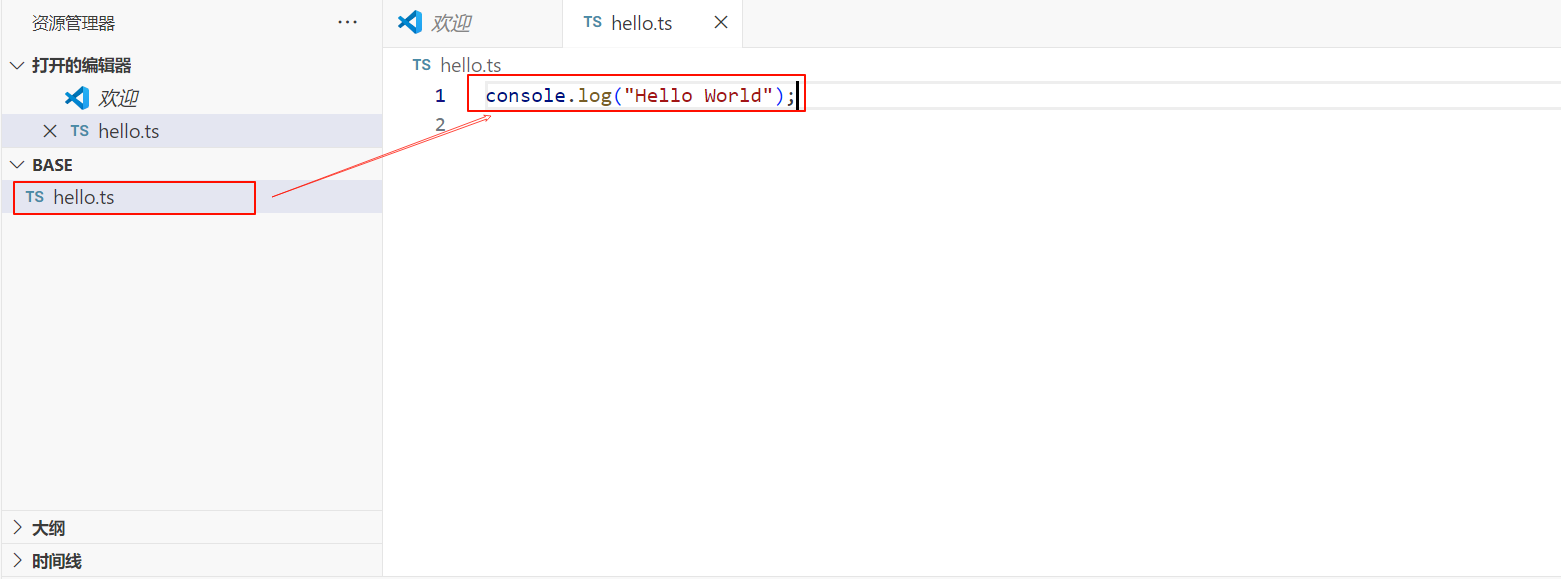 资源管理器 ···
打开的编辑器
欢迎
TS hello.ts
BASE
TS hello.ts
大纲
时间线
欢迎 TS hello.ts
TS hello.ts
1 console.log("Hello World");
2